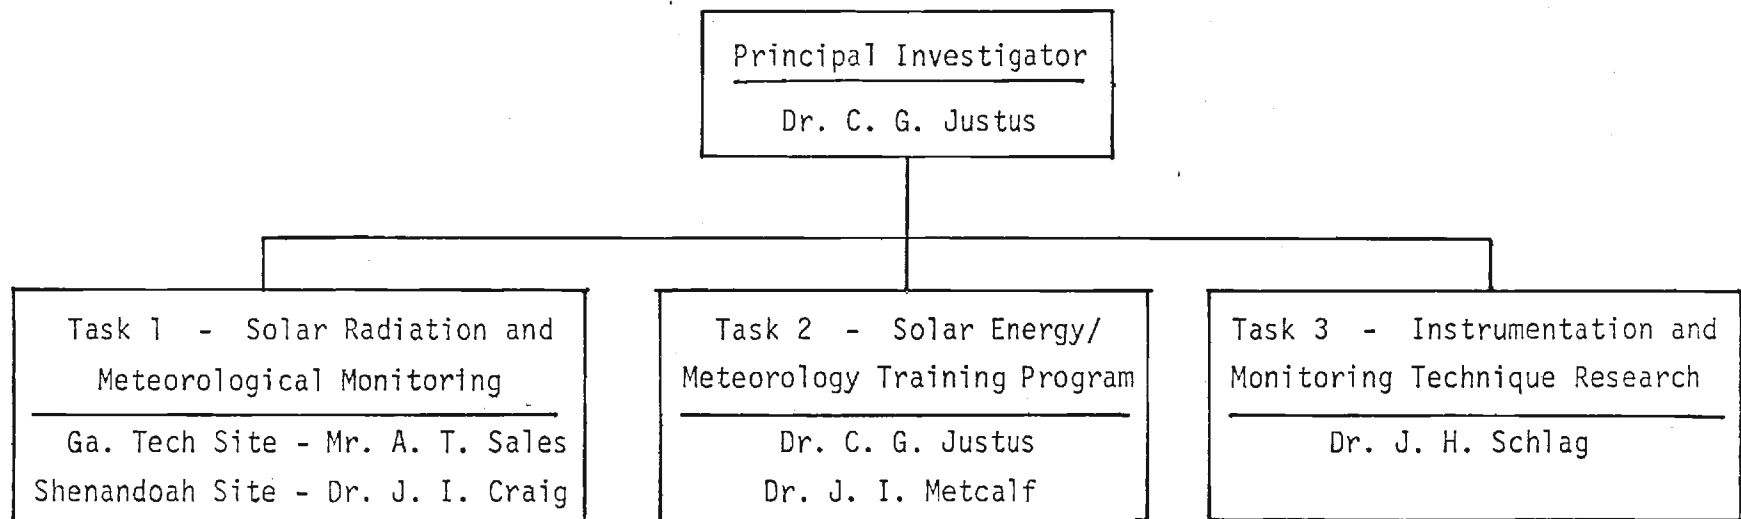 Principal Investigator
Dr. C. G. Justus
Task 1 - Solar Radiation and
Meteorological Monitoring
Ga. Tech Site - Mr. A. T. Sales
Shenandoah Site - Dr. J. I. Craig
Task 2 - Solar Energy/
Meteorology Training Program
Dr. C. G. Justus
Dr. J. I. Metcalf
Task 3 - Instrumentation and
Monitoring Technique Research
Dr. J. H. Schlag